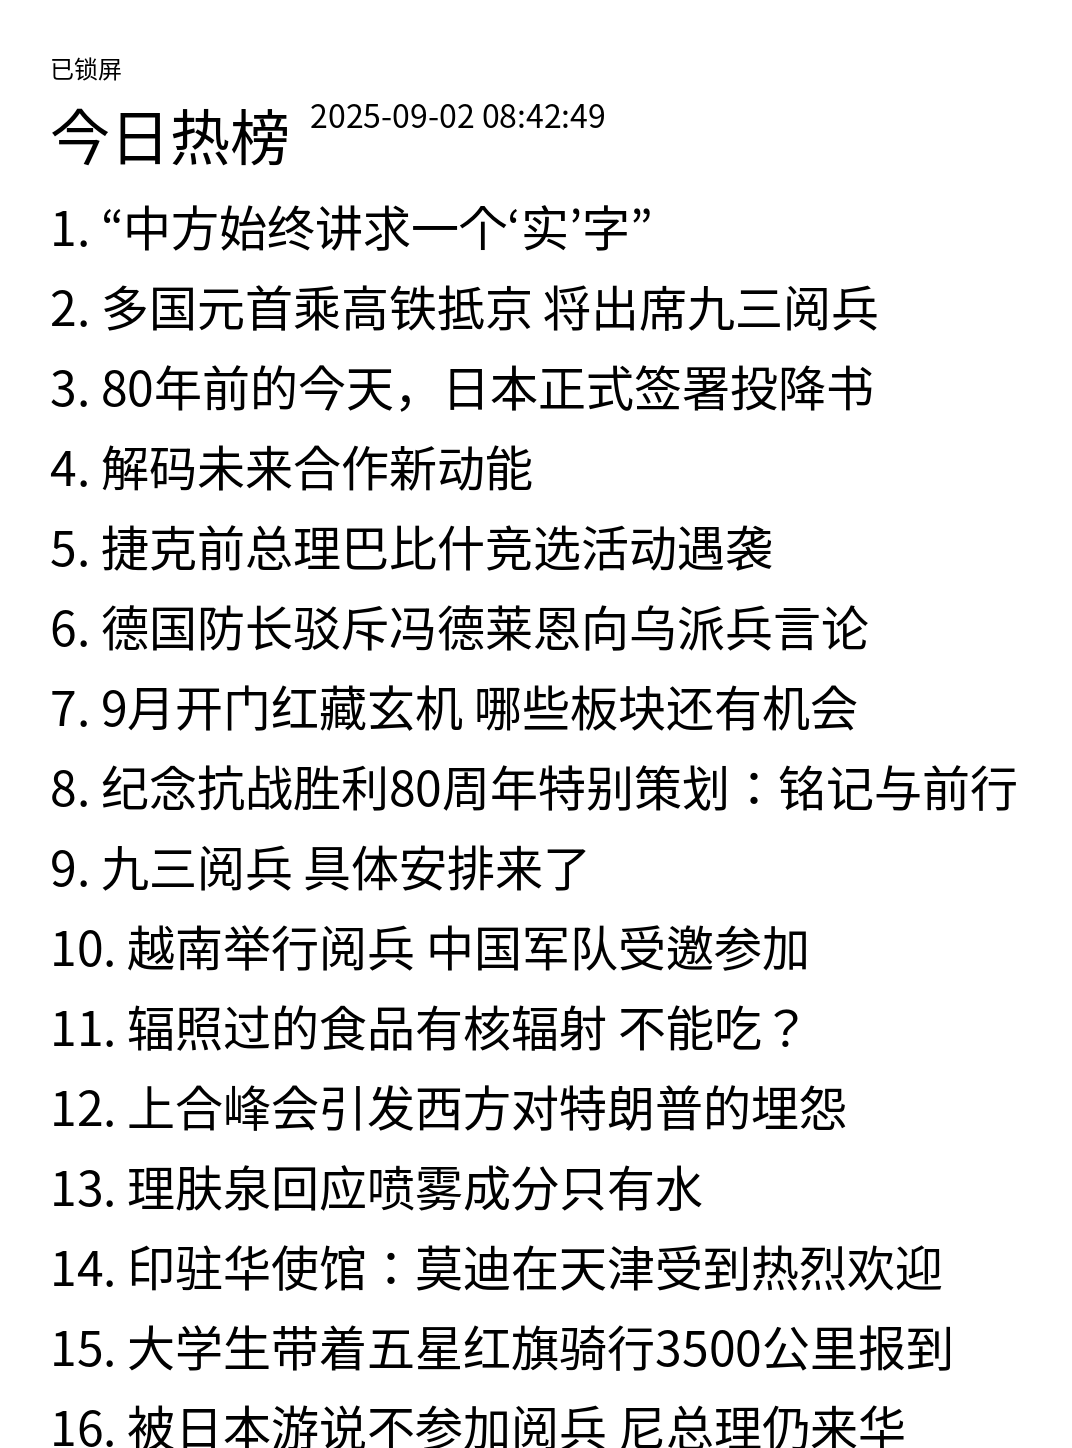 已锁屏
今日热榜 2025-09-02 08:42:49
1. “中方始终讲求一个‘实’字”
2. 多国元首乘高铁抵京 将出席九三阅兵
3. 80年前的今天，日本正式签署投降书
4. 解码未来合作新动能
5. 捷克前总理巴比什竞选活动遇袭
6. 德国防长驳斥冯德莱恩向乌派兵言论
7. 9月开门红藏玄机 哪些板块还有机会
8. 纪念抗战胜利80周年特别策划：铭记与前行
9. 九三阅兵 具体安排来了
10. 越南举行阅兵 中国军队受邀参加
11. 辐照过的食品有核辐射 不能吃？
12. 上合峰会引发西方对特朗普的埋怨
13. 理肤泉回应喷雾成分只有水
14. 印驻华使馆：莫迪在天津受到热烈欢迎
15. 大学生带着五星红旗骑行3500公里报到
16. 被日本游说不参加阅兵 尼总理仍来华